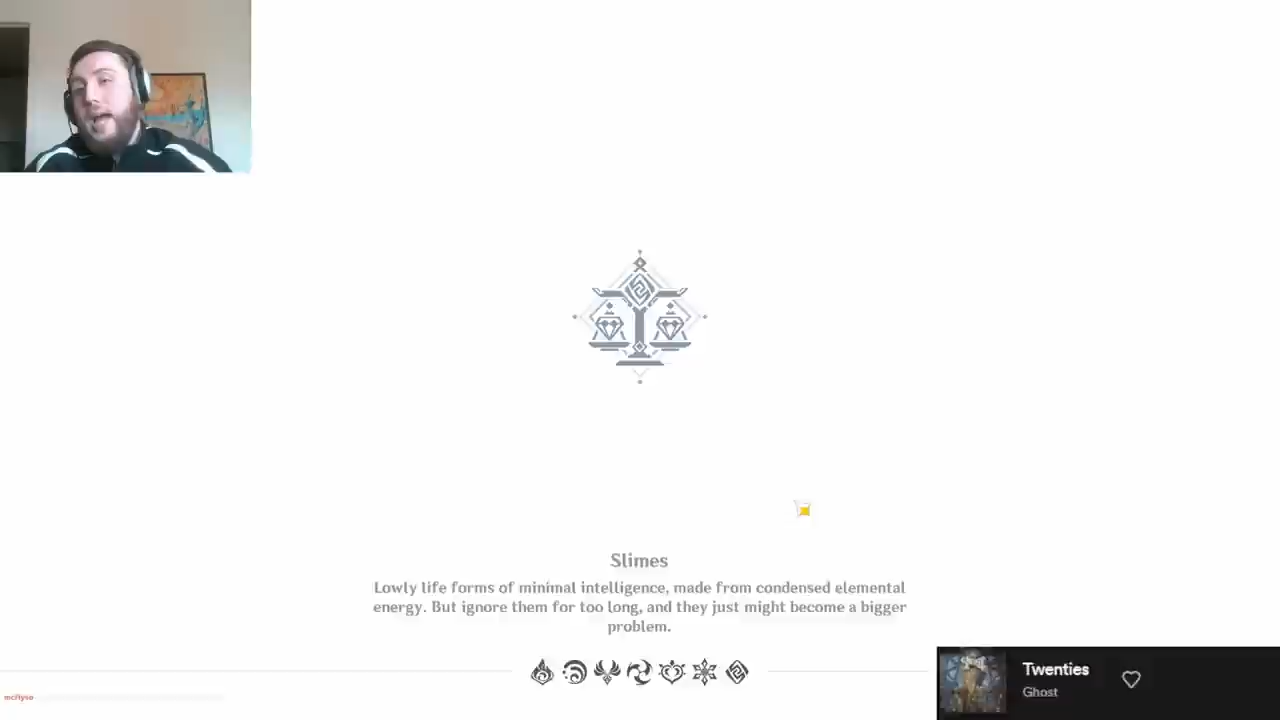 Slimes
Lowly life forms of minimal intelligence, made from condensed elemental
energy. But ignore them for too long, and they just might become a bigger
problem.
Twenties
Ghost